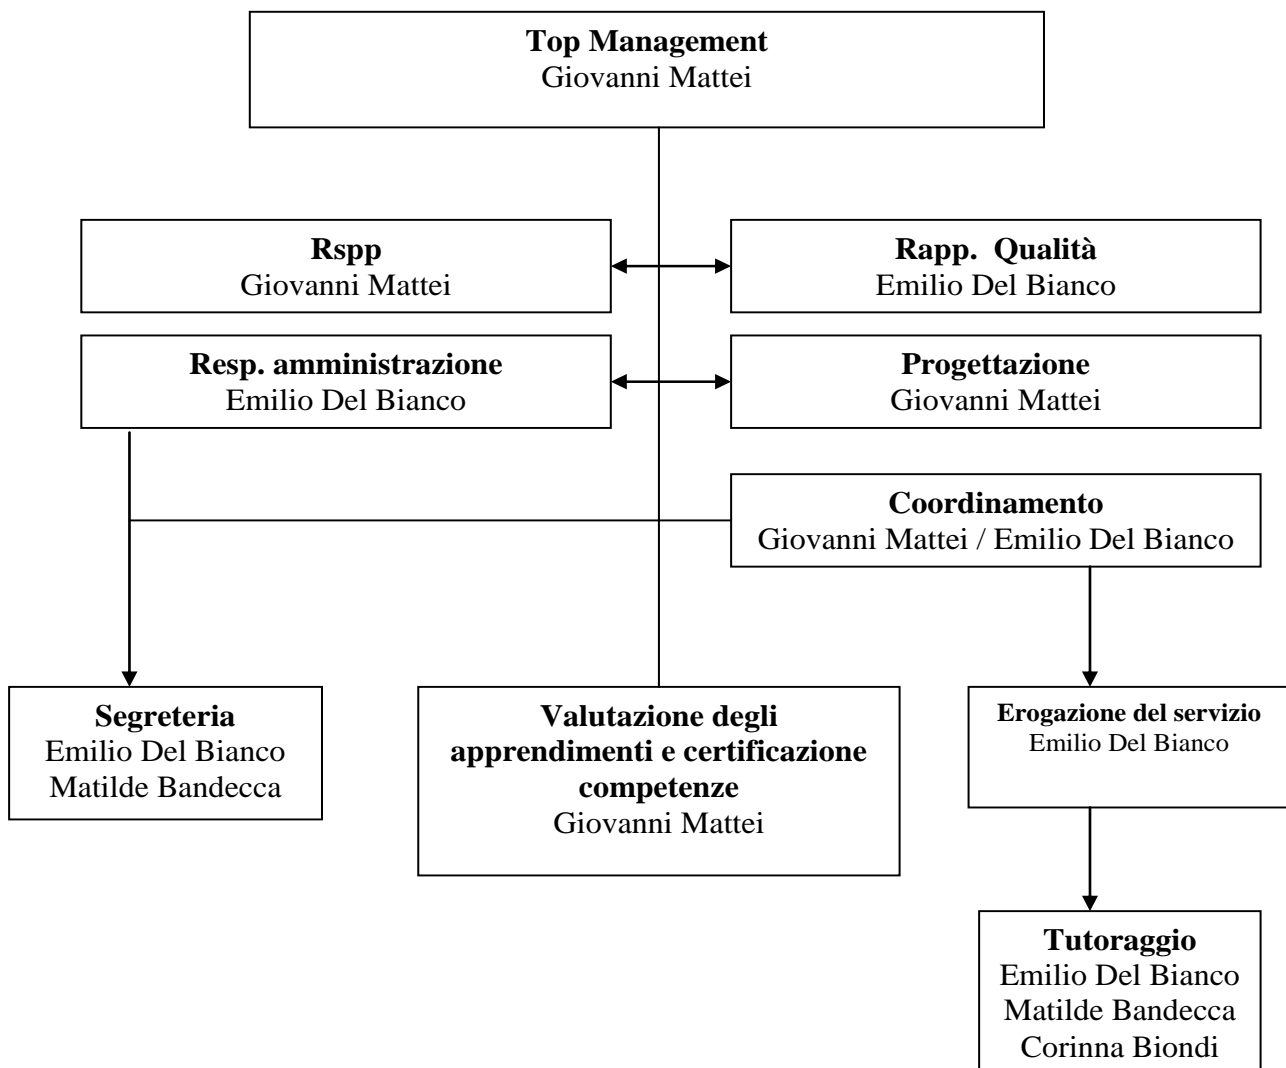 Top Management
Giovanni Mattei
Rspp
Giovanni Mattei
Rapp. Qualità
Emilio Del Bianco
Resp. amministrazione
Emilio Del Bianco
Progettazione
Giovanni Mattei
Coordinamento
Giovanni Mattei / Emilio Del Bianco
Segreteria
Emilio Del Bianco
Matilde Bandecca
Valutazione degli
apprendimenti e certificazione
competenze
Giovanni Mattei
Erogazione del servizio
Emilio Del Bianco
Tutoraggio
Emilio Del Bianco
Matilde Bandecca
Corinna Biondi